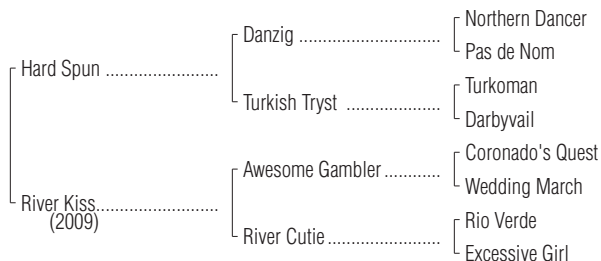 Northern Dancer
Danzig ................................
Pas de Nom
Hard Spun .........................
Turkoman
Turkish Tryst .....................
Darbyvail
Coronado's Quest
Awesome Gambler ............
Wedding March
River Kiss...........................
(2009)
Rio Verde
River Cutie .........................
Excessive Girl